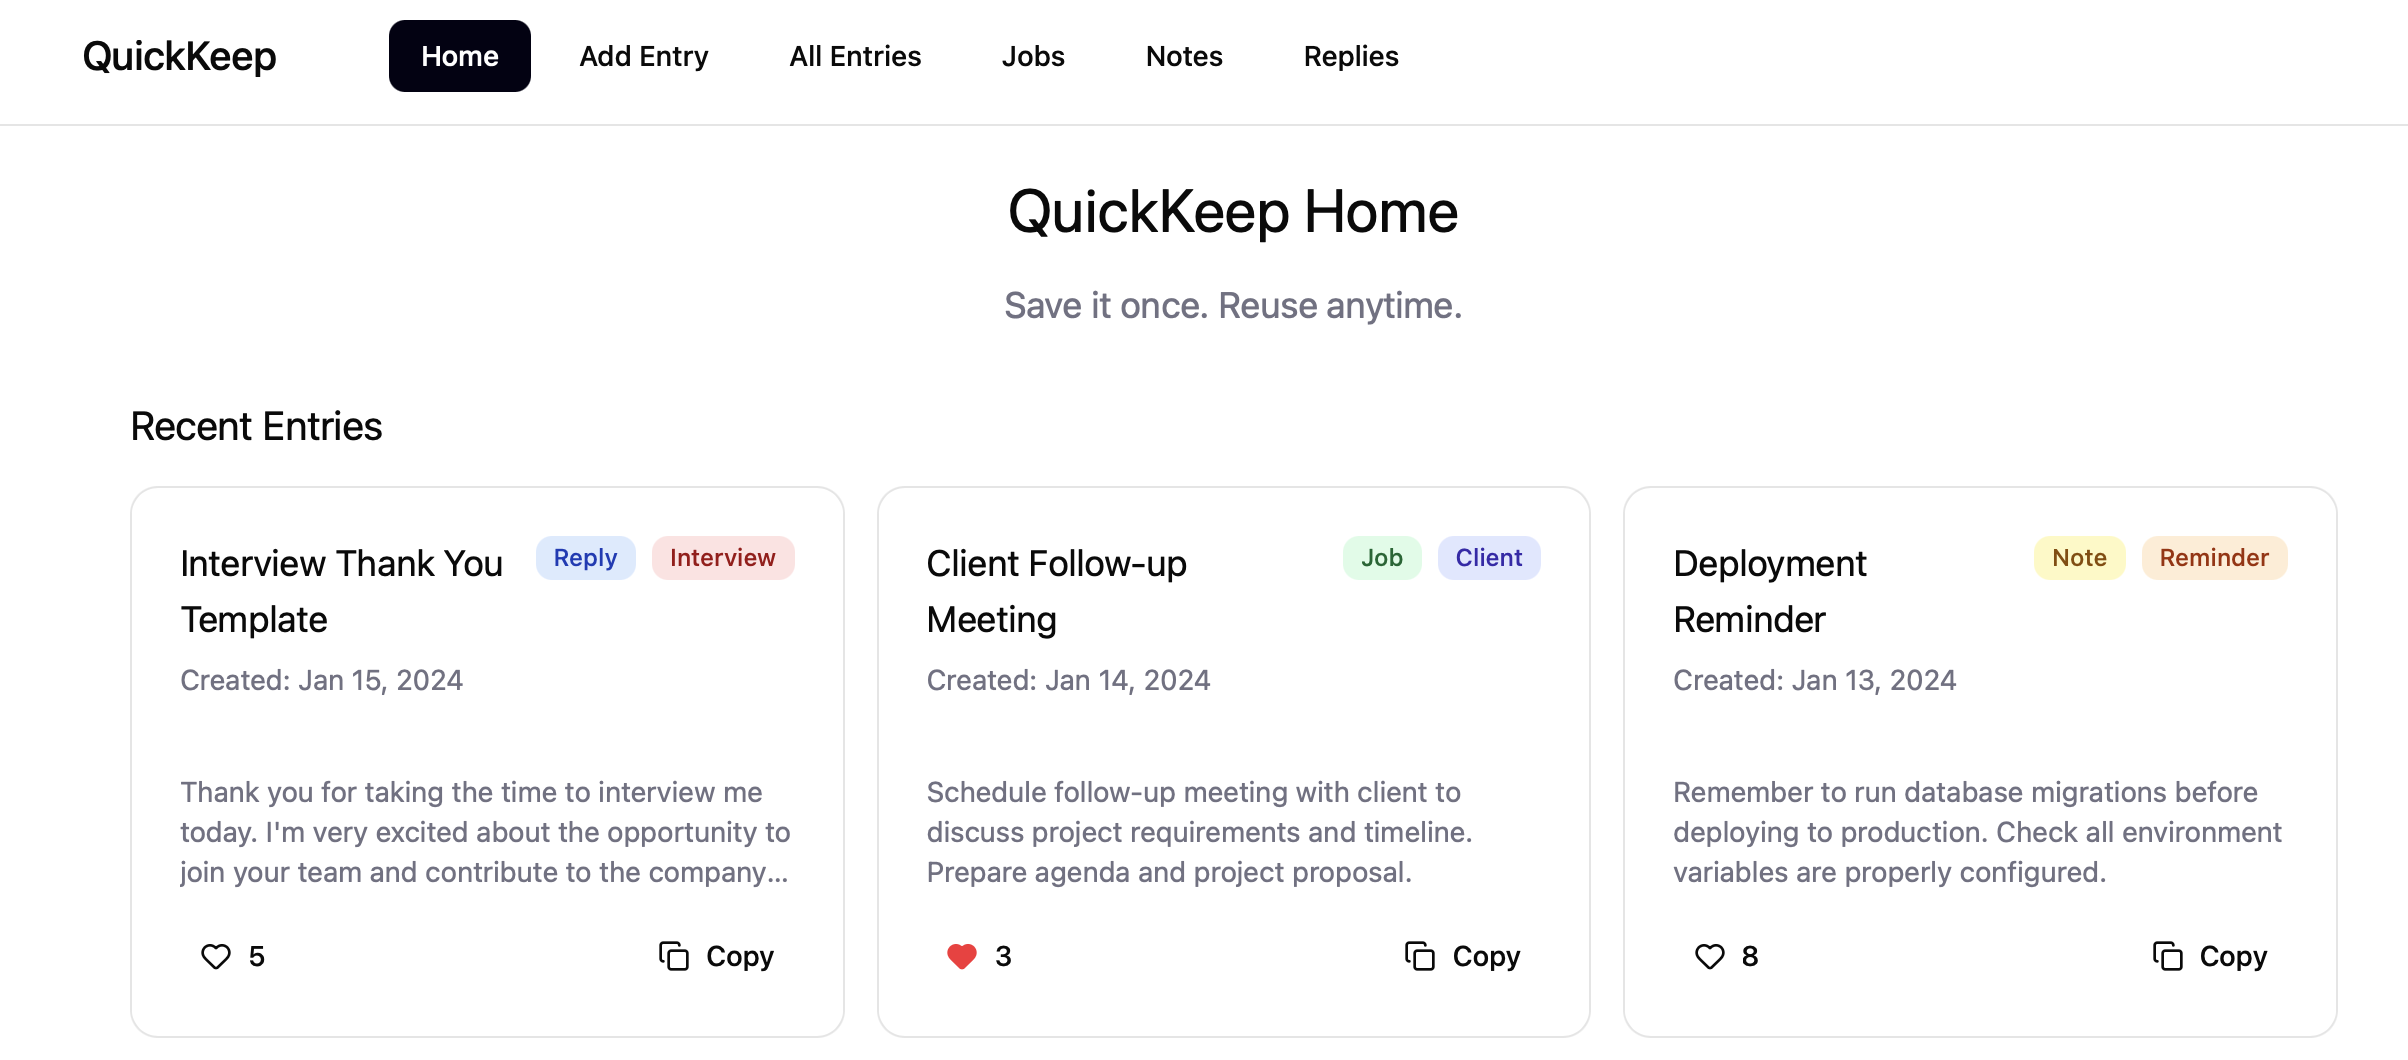 QuickKeep Home Add Entry All Entries Jobs Notes Replies
QuickKeep Home
Save it once. Reuse anytime.
Recent Entries
Interview Thank You Template
Reply Interview
Created: Jan 15, 2024
Thank you for taking the time to interview me
today. I'm very excited about the opportunity to
join your team and contribute to the company...
5 Copy
Client Follow-up
Meeting
Job Client
Created: Jan 14, 2024
Schedule follow-up meeting with client to
discuss project requirements and timeline.
Prepare agenda and project proposal.
3 Copy
Deployment
Reminder
Note Reminder
Created: Jan 13, 2024
Remember to run database migrations before
deploying to production. Check all environment
variables are properly configured.
8 Copy